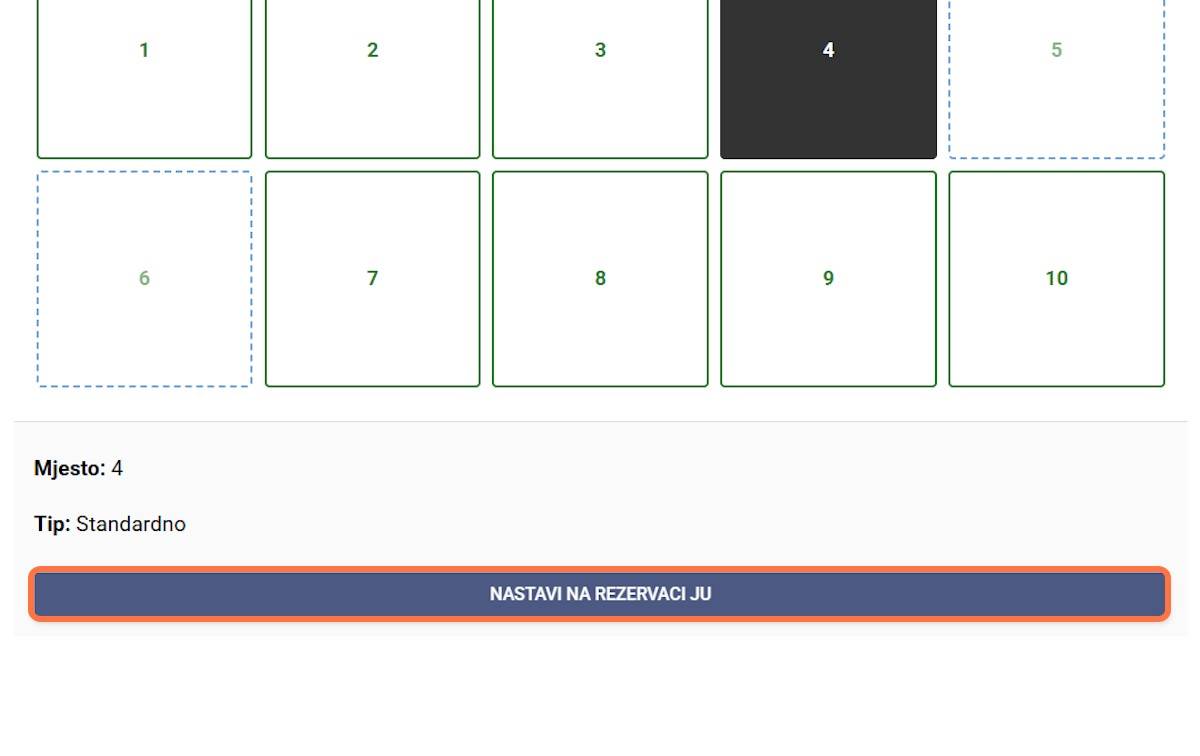 1 2 3 4 5
6 7 8 9 10
Mjesto: 4
Tip: Standardno
NASTAVI NA REZERVACI JU